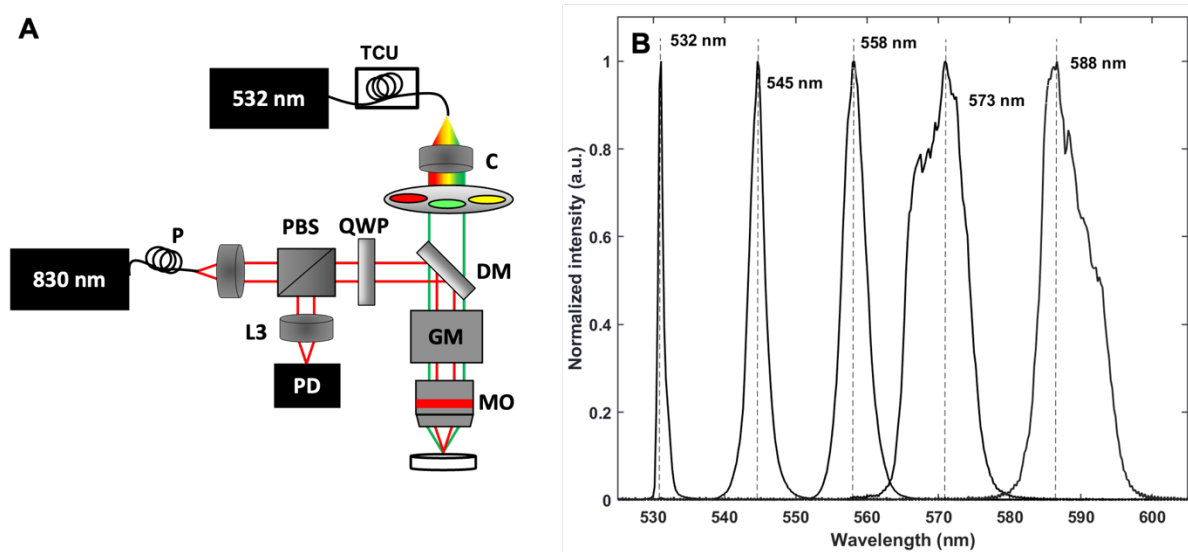 A
TCU
532 nm
C
P
PBS
QWP
830 nm
DM
L3
GM
PD
MO
B
532 nm
558 nm
588 nm
545 nm
573 nm
Normalized intensity (a.u.)
1
0.8
0.6
0.4
0.2
0
530 540 550 560 570 580 590 600
Wavelength (nm)